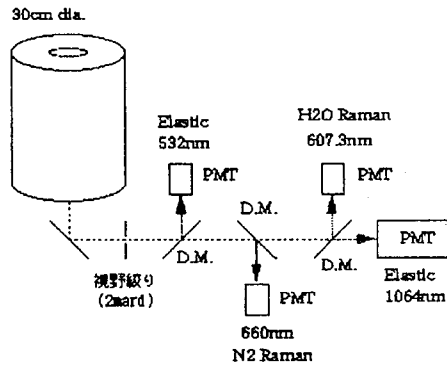 30cm dia.
Elastic
532nm
PMT
H2O Raman
607.3nm
PMT
D.M.
D.M.
D.M.
PMT
Elastic
1064nm
視野絞り
(2mard)
PMT
660nm
N2 Raman